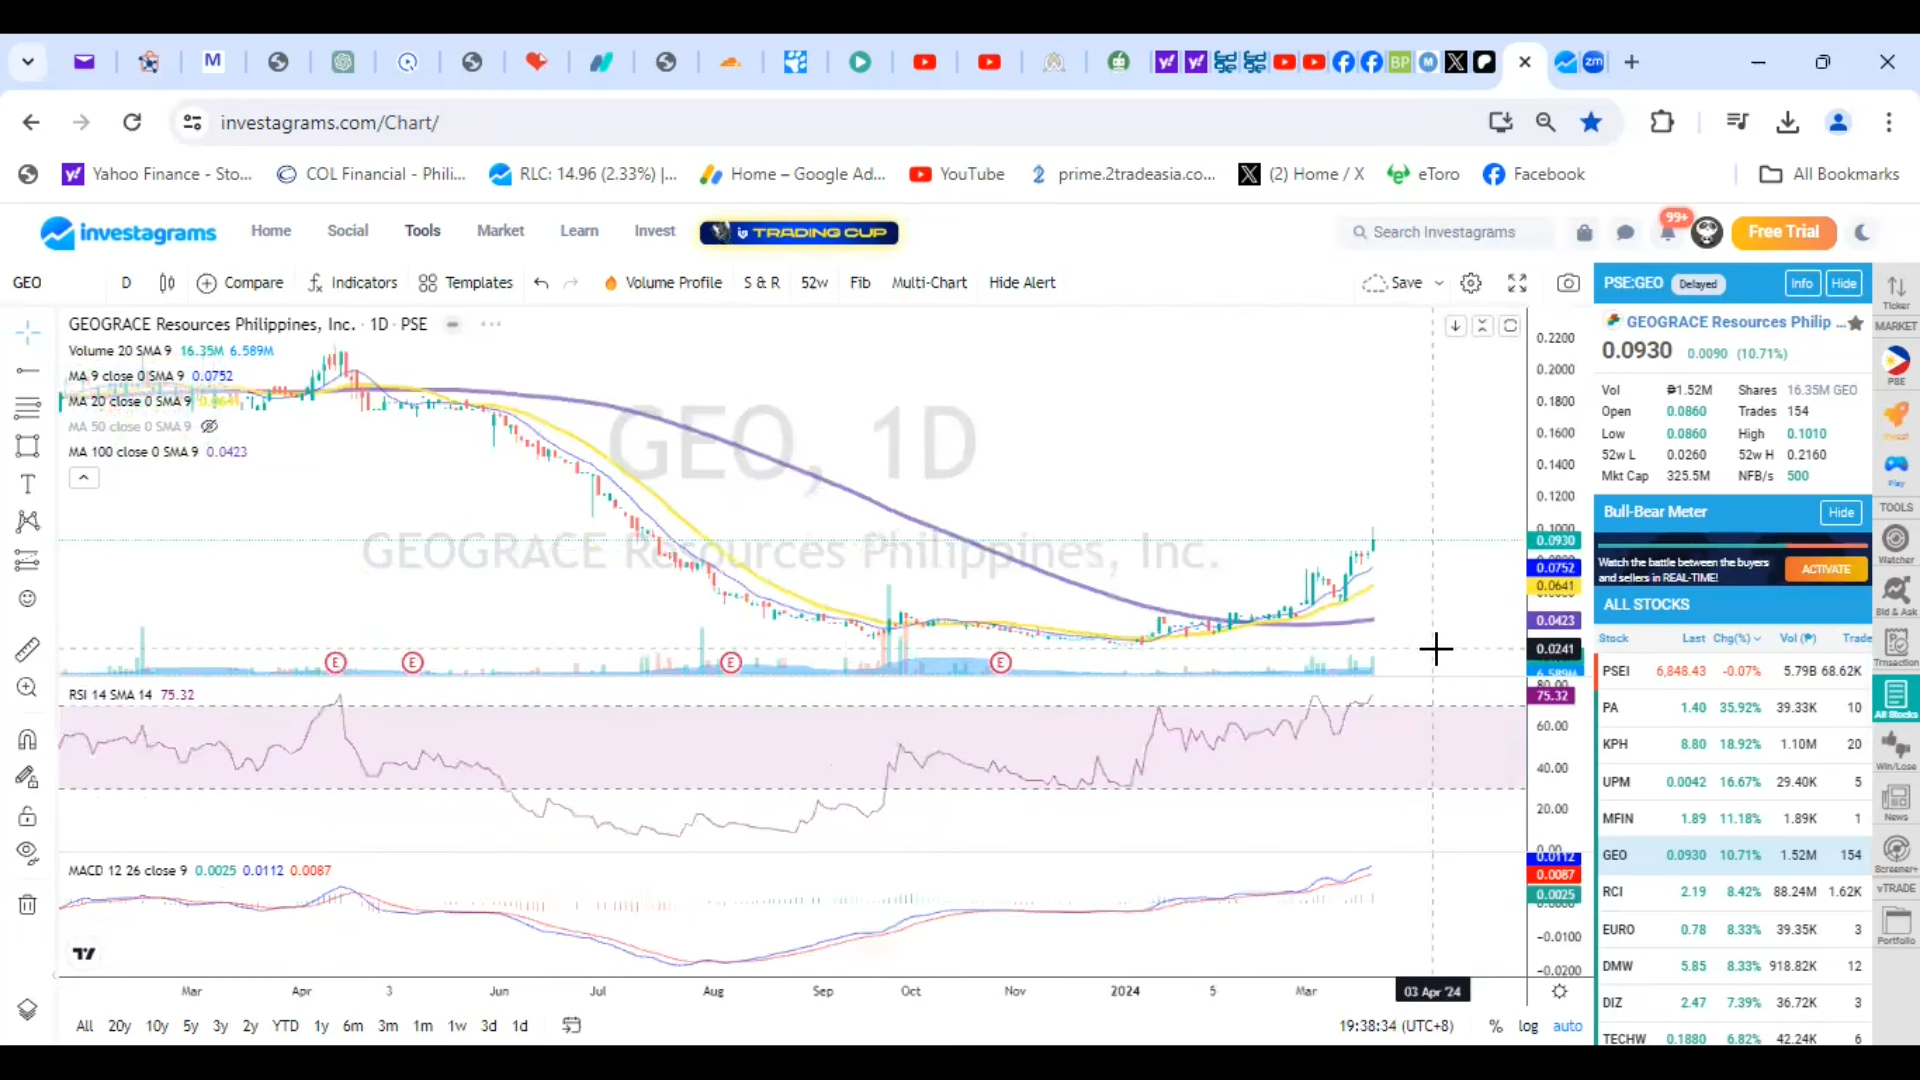 M
BP
zm
investagrams.com/Chart/
Yahoo Finance - Sto...
COL Financial - Phili...
RLC: 14.96 (2.33%) |...
Home – Google Ad...
YouTube
prime.2tradeasia.co...
(2) Home / X
eToro
Facebook
All Bookmarks
investagrams
Home
Social
Tools
Market
Learn
Invest
TRADING CUP
Search Investagrams
99+
Free Trial
GEO
D
Compare
Indicators
Templates
Volume Profile
S & R
52w
Fib
Multi-Chart
Hide Alert
Save
GEOGRACE Resources Philippines, Inc. · 1D · PSE
Volume 20 SMA 9 16.35M 6.589M
MA 9 close 0 SMA 9 0.0752
MA 20 close 0 SMA 9
MA 50 close 0 SMA 9
MA 100 close 0 SMA 9 0.0423
GEO, 1D
GEOGRACE Resources Philippines, Inc.
0.2200
0.2000
0.1800
0.1600
0.1400
0.1200
0.1000
0.0930
0.0752
0.0641
0.0423
0.0241
6.589M
E
E
E
E
RSI 14 SMA 14 75.32
80.00
75.32
60.00
40.00
20.00
0.00
MACD 12 26 close 9 0.0025 0.0112 0.0087
0.0112
0.0087
0.0025
-0.0100
-0.0200
Mar
Apr
3
Jun
Jul
Aug
Sep
Oct
Nov
2024
5
Mar
03 Apr '24
All
20y
10y
5y
3y
2y
YTD
1y
6m
3m
1m
1w
3d
1d
19:38:34 (UTC+8)
%
log
auto
PSE:GEO
Delayed
Info
Hide
GEOGRACE Resources Philip ...
0.0930 0.0090 (10.71%)
Vol ₱1.52M Shares 16.35M GEO
Open 0.0860 Trades 154
Low 0.0860 High 0.1010
52w L 0.0260 52w H 0.2160
Mkt Cap 325.5M NFB/s 500
Bull-Bear Meter
Hide
Watch the battle between the buyers
and sellers in REAL-TIME!
ACTIVATE
ALL STOCKS
Stock Last Chg(%) Vol (₱) Trade
PSEI 6,848.43 -0.07% 5.79B 68.62K
PA 1.40 35.92% 39.33K 10
KPH 8.80 18.92% 1.10M 20
UPM 0.0042 16.67% 29.40K 5
MFIN 1.89 11.18% 1.89K 1
GEO 0.0930 10.71% 1.52M 154
RCI 2.19 8.42% 88.24M 1.62K
EURO 0.78 8.33% 39.35K 3
DMW 5.85 8.33% 918.82K 12
DIZ 2.47 7.39% 36.72K 3
TECHW 0.1880 6.82% 42.24K 6
Ticker
MARKET
PSE
Invest
Play
TOOLS
Watcher
Bid & Ask
Trnsaction
All Stocks
Win/Lose
News
Screener+
vTRADE
Portfolio